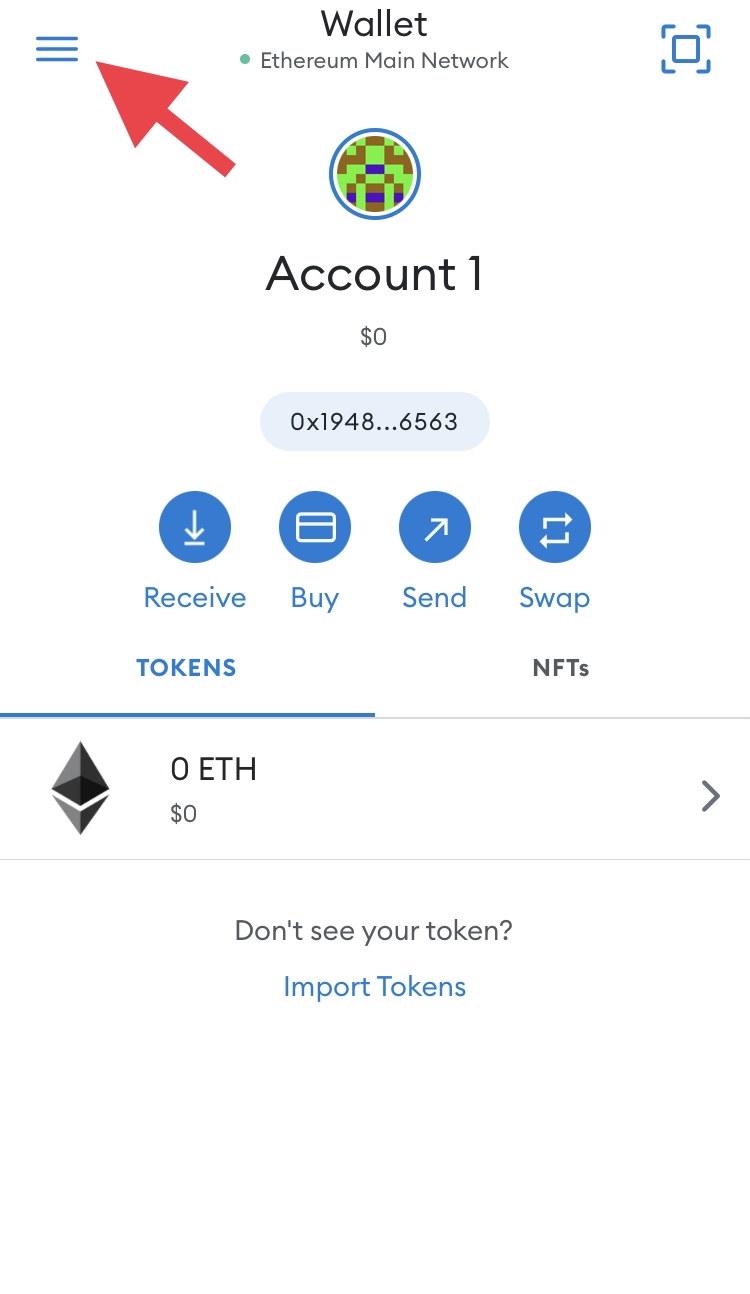 Wallet
Ethereum Main Network
Account 1
$0
0x1948...6563
Receive Buy Send Swap
TOKENS NFTs
0 ETH
$0
Don't see your token?
Import Tokens